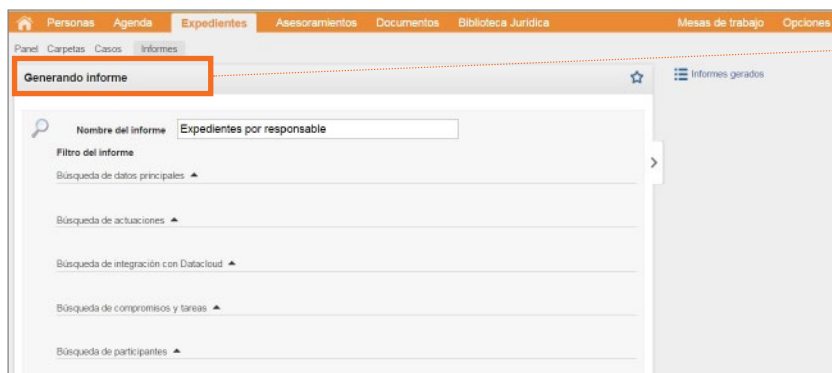 Personas Agenda Expedientes Asesoramientos Documentos Biblioteca Jurídica Mesas de trabajo Opciones
Panel Carpetas Casos Informes
Generando informe
Informes gerados
Nombre del informe Expedientes por responsable
Filtro del informe
Búsqueda de datos principales
Búsqueda de actuaciones
Búsqueda de integración con Datacloud
Búsqueda de compromisos y tareas
Búsqueda de participantes